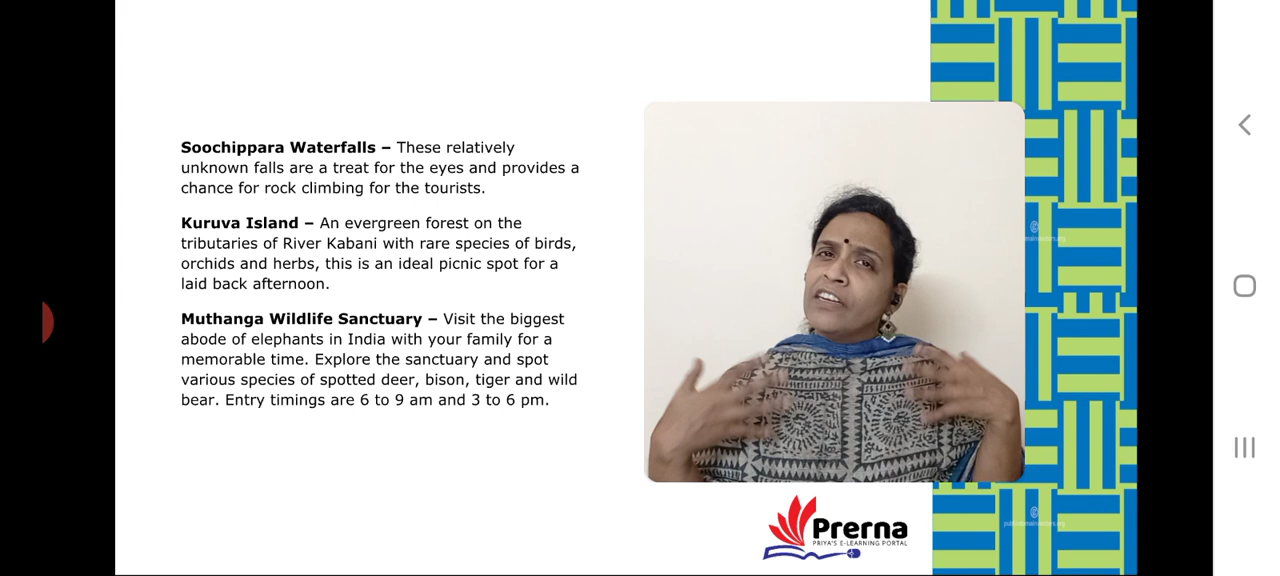 Soochippara Waterfalls – These relatively
unknown falls are a treat for the eyes and provides a
chance for rock climbing for the tourists.
Kuruva Island – An evergreen forest on the
tributaries of River Kabani with rare species of birds,
orchids and herbs, this is an ideal picnic spot for a
laid back afternoon.
Muthanga Wildlife Sanctuary – Visit the biggest
abode of elephants in India with your family for a
memorable time. Explore the sanctuary and spot
various species of spotted deer, bison, tiger and wild
bear. Entry timings are 6 to 9 am and 3 to 6 pm.
Prerna
PRIYA'S E-LEARNING PORTAL